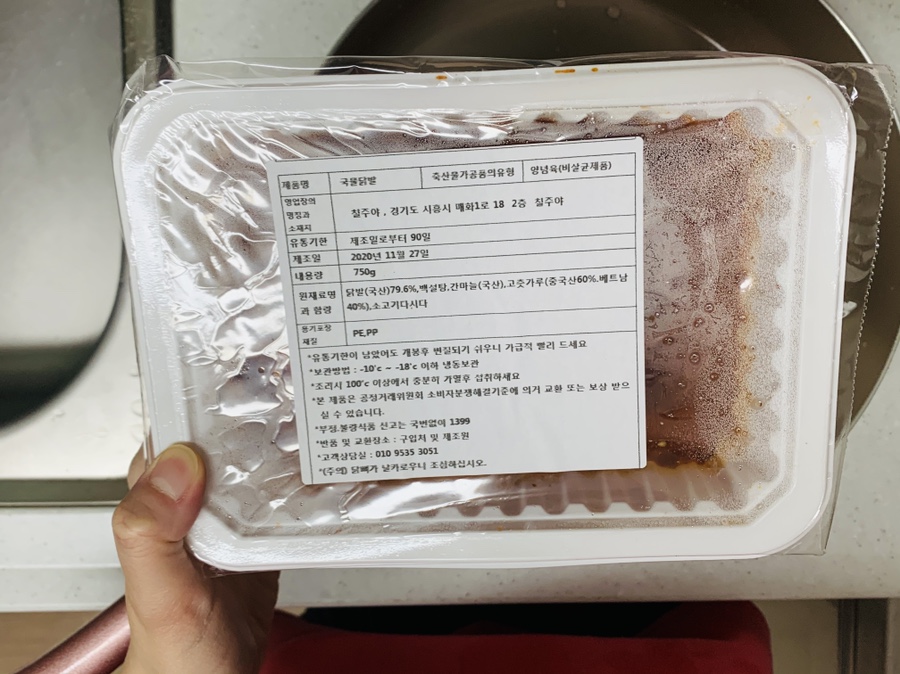 제품명 국물닭발 축산물가공품의유형 양념육(비살균제품)
영업장의
명칭과
소재지
칠주야 , 경기도 시흥시 매화1로 18 2층 칠주야
유통기한 제조일로부터 90일
제조일 2020년 11월 27일
내용량 750g
원재료명
과 함량
닭발(국산)79.6%,백설탕,간마늘(국산),고춧가루(중국산60%.베트남
40%),소고기다시다
용기포장
재질
PE,PP
*유통기한이 남았어도 개봉후 변질되기 쉬우니 가급적 빨리 드세요
*보관방법 : -10℃ ~ -18℃ 이하 냉동보관
*조리시 100℃ 이상에서 충분히 가열후 섭취하세요
*본 제품은 공정거래위원회 소비자분쟁해결기준에 의거 교환 또는 보상 받으
실 수 있습니다.
*부정.불량식품 신고는 국번없이 1399
*반품 및 교환장소 : 구입처 및 제조원
*고객상담실 : 010 9535 3051
*(주의) 닭뼈가 날카로우니 조심하십시오.